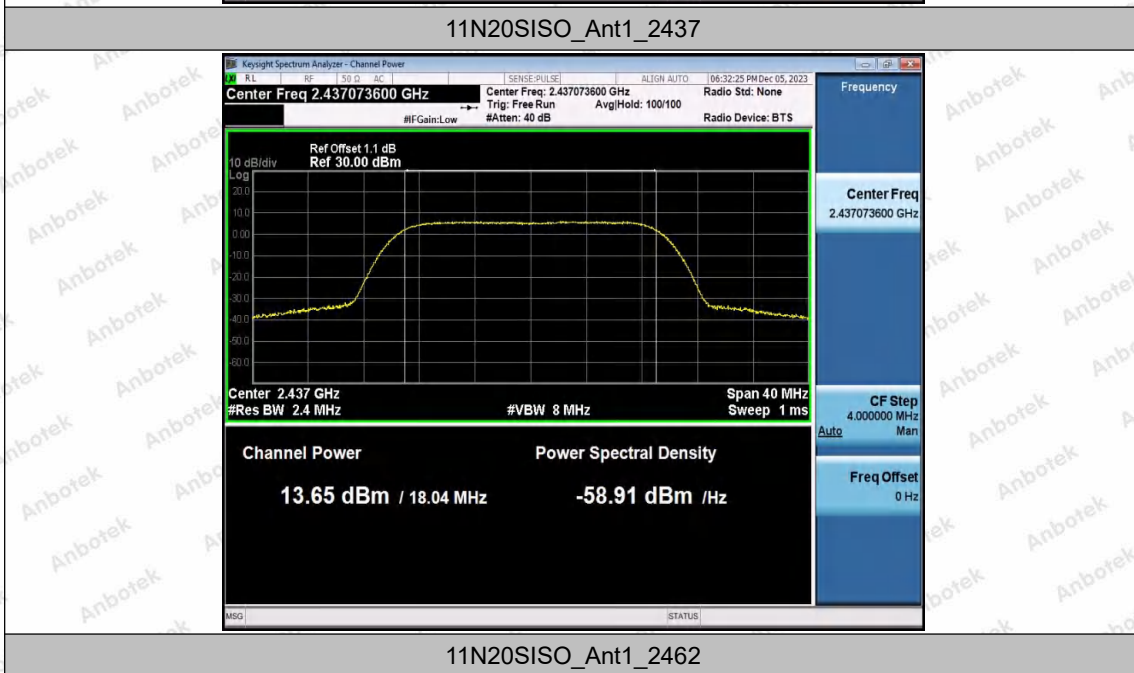 11N20SISO_Ant1_2437
Keysight Spectrum Analyzer - Channel Power
RL RF 50 Ω AC SENSE:PULSE ALIGN AUTO 06:32:25 PM Dec 05, 2023
Center Freq 2.437073600 GHz
Center Freq: 2.437073600 GHz Radio Std: None
Trig: Free Run Avg|Hold: 100/100
#IFGain:Low #Atten: 40 dB Radio Device: BTS
Frequency
Ref Offset 1.1 dB
10 dB/div Ref 30.00 dBm
Log
20.0
10.0
0.00
-10.0
-20.0
-30.0
-40.0
-50.0
-60.0
Center 2.437 GHz Span 40 MHz
#Res BW 2.4 MHz #VBW 8 MHz Sweep 1 ms
Center Freq
2.437073600 GHz
CF Step
4.000000 MHz
Auto Man
Freq Offset
0 Hz
Channel Power Power Spectral Density
13.65 dBm / 18.04 MHz -58.91 dBm /Hz
MSG STATUS
11N20SISO_Ant1_2462
Anbotek